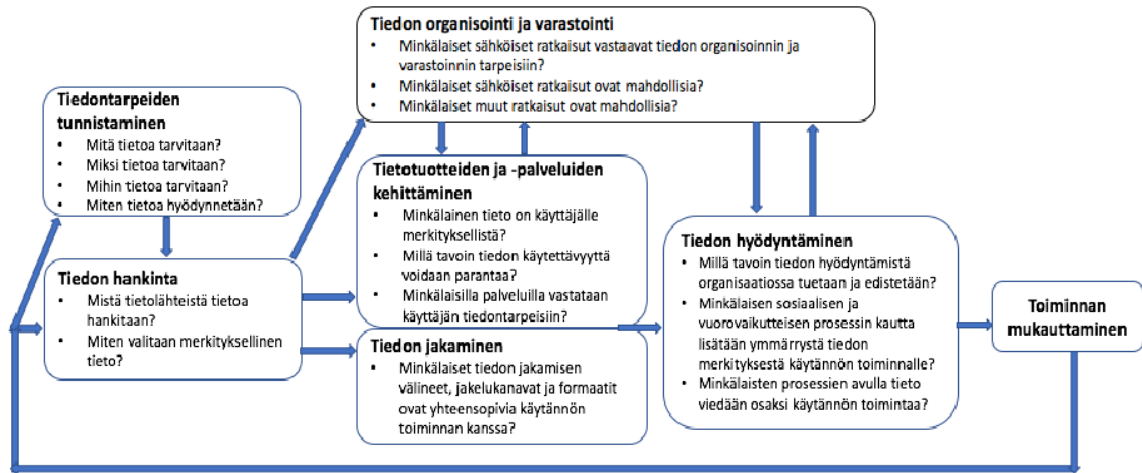 Tiedon organisointi ja varastointi
• Minkälaiset sähköiset ratkaisut vastaavat tiedon organisoinnin ja
varastoinnin tarpeisiin?
• Minkälaiset sähköiset ratkaisut ovat mahdollisia?
• Minkälaiset muut ratkaisut ovat mahdollisia?
Tiedontarpeiden
tunnistaminen
• Mitä tietoa tarvitaan?
• Miksi tietoa tarvitaan?
• Mihin tietoa tarvitaan?
• Miten tietoa hyödynnetään?
Tiedon hankinta
• Mistä tietolähteistä tietoa
hankitaan?
• Miten valitaan merkityksellinen
tieto?
Tietotuotteiden ja -palveluiden
kehittäminen
• Minkälainen tieto on käyttäjälle
merkityksellistä?
• Millä tavoin tiedon käytettävyyttä
voidaan parantaa?
• Minkälaisilla palveluilla vastataan
käyttäjän tiedontarpeisiin?
Tiedon jakaminen
• Minkälaiset tiedon jakamisen
välineet, jakelukanavat ja formaatit
ovat yhteensopivia käytännön
toiminnan kanssa?
Tiedon hyödyntäminen
• Millä tavoin tiedon hyödyntämistä
organisaatiossa tuetaan ja edistetään?
• Minkälaisen sosiaalisen ja
vuorovaikutteisen prosessin kautta
lisätään ymmärrystä tiedon
merkityksestä käytännön toiminnalle?
• Minkälaisten prosessien avulla tieto
viedään osaksi käytännön toimintaa?
Toiminnan
mukauttaminen